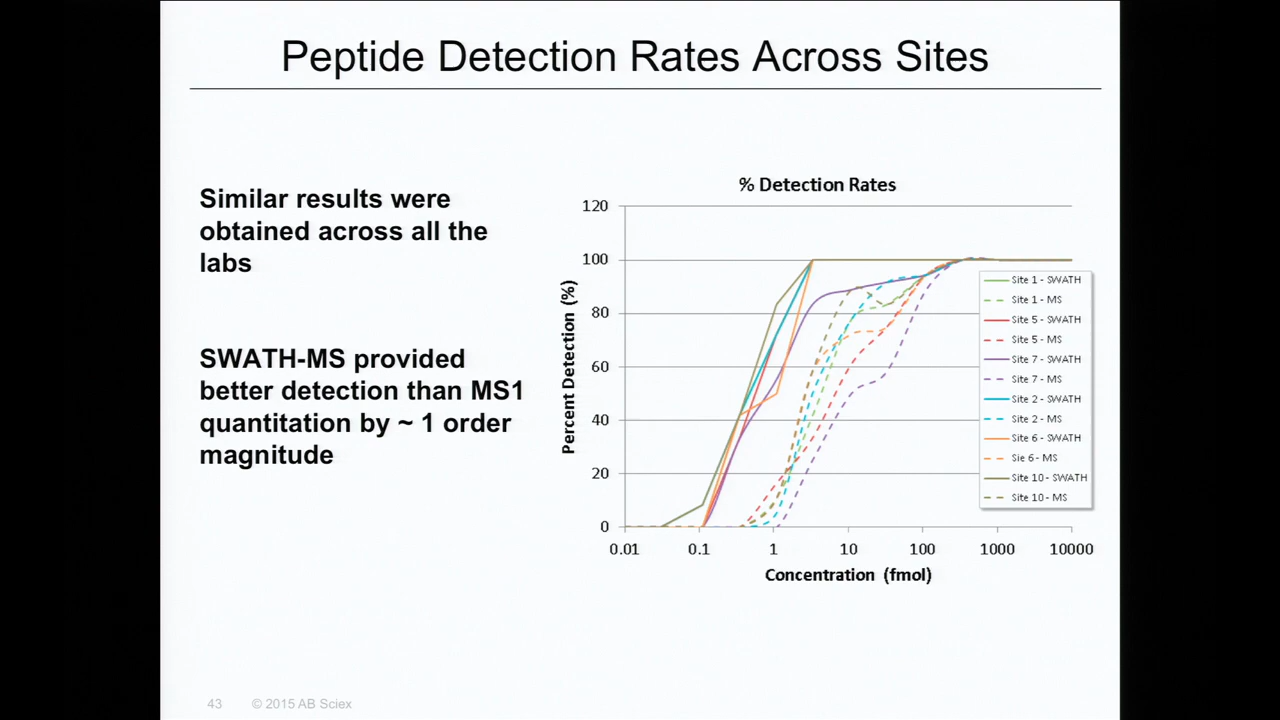 Peptide Detection Rates Across Sites
Similar results were
obtained across all the
labs
SWATH-MS provided
better detection than MS1
quantitation by ~ 1 order
magnitude
% Detection Rates
Percent Detection (%)
120
100
80
60
40
20
0
0.01
0.1
1
10
100
1000
10000
Concentration (fmol)
Site 1 - SWATH
Site 1 - MS
Site 5 - SWATH
Site 5 - MS
Site 7 - SWATH
Site 7 - MS
Site 2 - SWATH
Site 2 - MS
Site 6 - SWATH
Sie 6 - MS
Site 10 - SWATH
Site 10 - MS
43 © 2015 AB Sciex